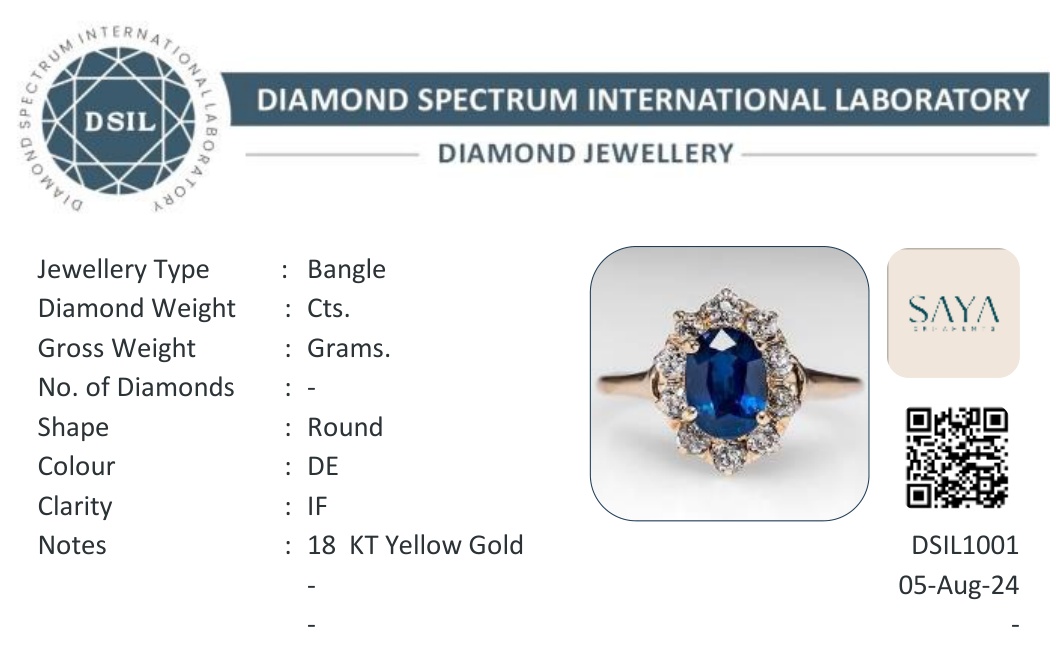 DIAMOND SPECTRUM INTERNATIONAL LABORATORY
DSIL
DIAMOND SPECTRUM INTERNATIONAL LABORATORY
DIAMOND JEWELLERY
Jewellery Type : Bangle
Diamond Weight : Cts.
Gross Weight : Grams.
No. of Diamonds : -
Shape : Round
Colour : DE
Clarity : IF
Notes : 18 KT Yellow Gold
-
-
SAYA
ORNAMENTS
DSIL1001
05-Aug-24
-